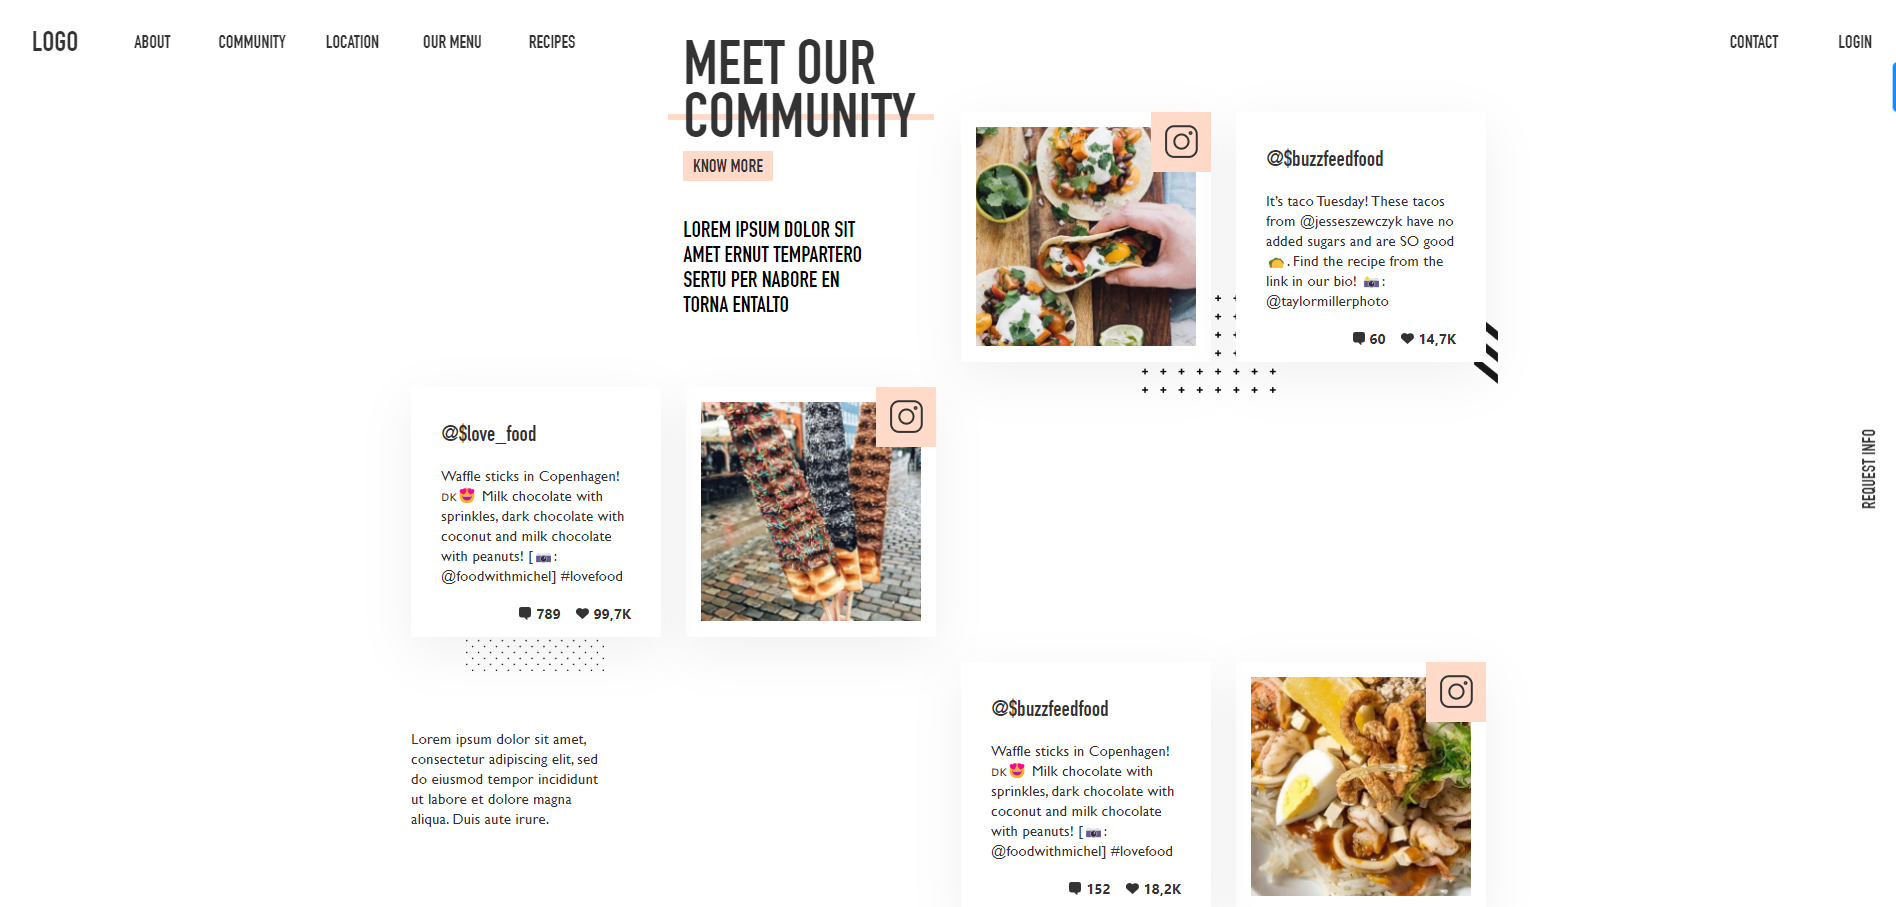 LOGO
ABOUT
COMMUNITY
LOCATION
OUR MENU
RECIPES
CONTACT
LOGIN
MEET OUR
COMMUNITY
KNOW MORE
LOREM IPSUM DOLOR SIT
AMET ERNUT TEMPARTERO
SERTU PER NABORE EN
TORNA ENTALTO
@$buzzfeedfood
It's taco Tuesday! These tacos
from @jesseszewczyk have no
added sugars and are SO good
🌮. Find the recipe from the
link in our bio! 📸:
@taylormillerphoto
60
14,7K
REQUEST INFO
@$love_food
Waffle sticks in Copenhagen!
DK😍 Milk chocolate with
sprinkles, dark chocolate with
coconut and milk chocolate
with peanuts! [📷:
@foodwithmichel] #lovefood
789
99,7K
Lorem ipsum dolor sit amet,
consectetur adipiscing elit, sed
do eiusmod tempor incididunt
ut labore et dolore magna
aliqua. Duis aute irure.
@$buzzfeedfood
Waffle sticks in Copenhagen!
DK😍 Milk chocolate with
sprinkles, dark chocolate with
coconut and milk chocolate
with peanuts! [📷:
@foodwithmichel] #lovefood
152
18,2K